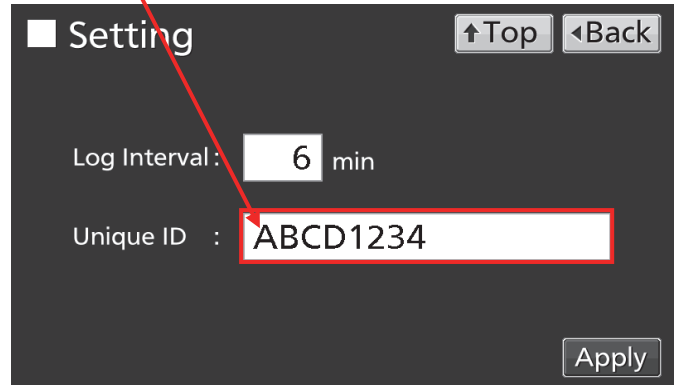 Setting
↑Top
◂Back
Log Interval: 6 min
Unique ID : ABCD1234
Apply